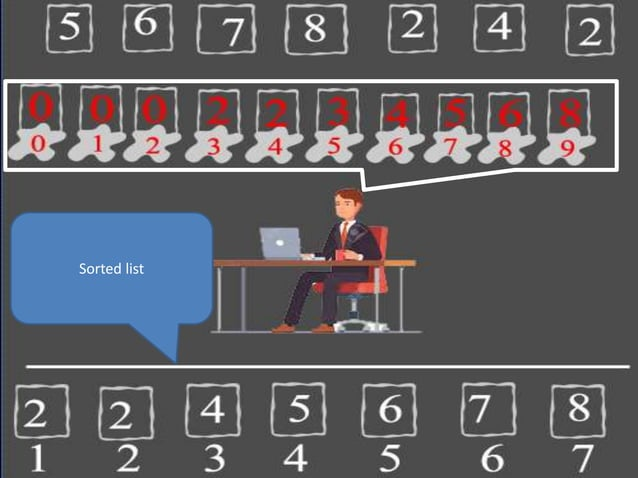 5 6 7 8 2 4 2
0 0 0 2 2 3 4 5 6 8
0 1 2 3 4 5 6 7 8 9
Sorted list
2 2 4 5 6 7 8
1 2 3 4 5 6 7